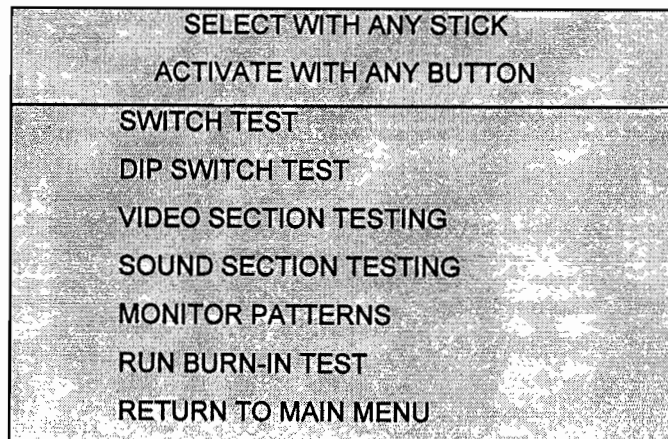 SELECT WITH ANY STICK
ACTIVATE WITH ANY BUTTON
SWITCH TEST
DIP SWITCH TEST
VIDEO SECTION TESTING
SOUND SECTION TESTING
MONITOR PATTERNS
RUN BURN-IN TEST
RETURN TO MAIN MENU